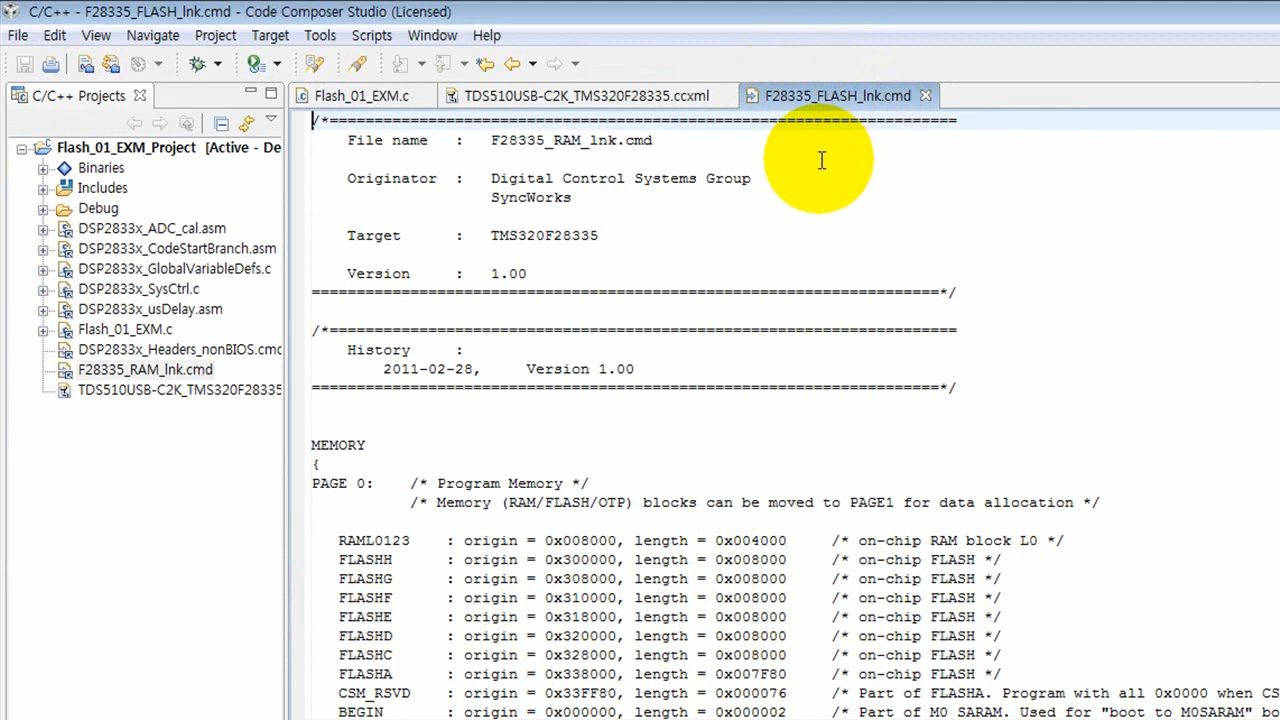 C/C++ - F28335_FLASH_lnk.cmd - Code Composer Studio (Licensed)
File Edit View Navigate Project Target Tools Scripts Window Help
C/C++ Projects
Flash_01_EXM.c TDS510USB-C2K_TMS320F28335.ccxml F28335_FLASH_lnk.cmd
Flash_01_EXM_Project [Active - De
Binaries
Includes
Debug
DSP2833x_ADC_cal.asm
DSP2833x_CodeStartBranch.asm
DSP2833x_GlobalVariableDefs.c
DSP2833x_SysCtrl.c
DSP2833x_usDelay.asm
Flash_01_EXM.c
DSP2833x_Headers_nonBIOS.cmd
F28335_RAM_lnk.cmd
TDS510USB-C2K_TMS320F28335
/*======================================================================
File name : F28335_RAM_lnk.cmd
Originator : Digital Control Systems Group
SyncWorks
Target : TMS320F28335
Version : 1.00
======================================================================*/
/*======================================================================
History :
2011-02-28, Version 1.00
======================================================================*/
MEMORY
{
PAGE 0: /* Program Memory */
/* Memory (RAM/FLASH/OTP) blocks can be moved to PAGE1 for data allocation */
RAML0123 : origin = 0x008000, length = 0x004000 /* on-chip RAM block L0 */
FLASHH : origin = 0x300000, length = 0x008000 /* on-chip FLASH */
FLASHG : origin = 0x308000, length = 0x008000 /* on-chip FLASH */
FLASHF : origin = 0x310000, length = 0x008000 /* on-chip FLASH */
FLASHE : origin = 0x318000, length = 0x008000 /* on-chip FLASH */
FLASHD : origin = 0x320000, length = 0x008000 /* on-chip FLASH */
FLASHC : origin = 0x328000, length = 0x008000 /* on-chip FLASH */
FLASHA : origin = 0x338000, length = 0x007F80 /* on-chip FLASH */
CSM_RSVD : origin = 0x33FF80, length = 0x000076 /* Part of FLASHA. Program with all 0x0000 when CS
BEGIN : origin = 0x000000, length = 0x000002 /* Part of M0 SARAM. Used for "boot to M0SARAM" bo